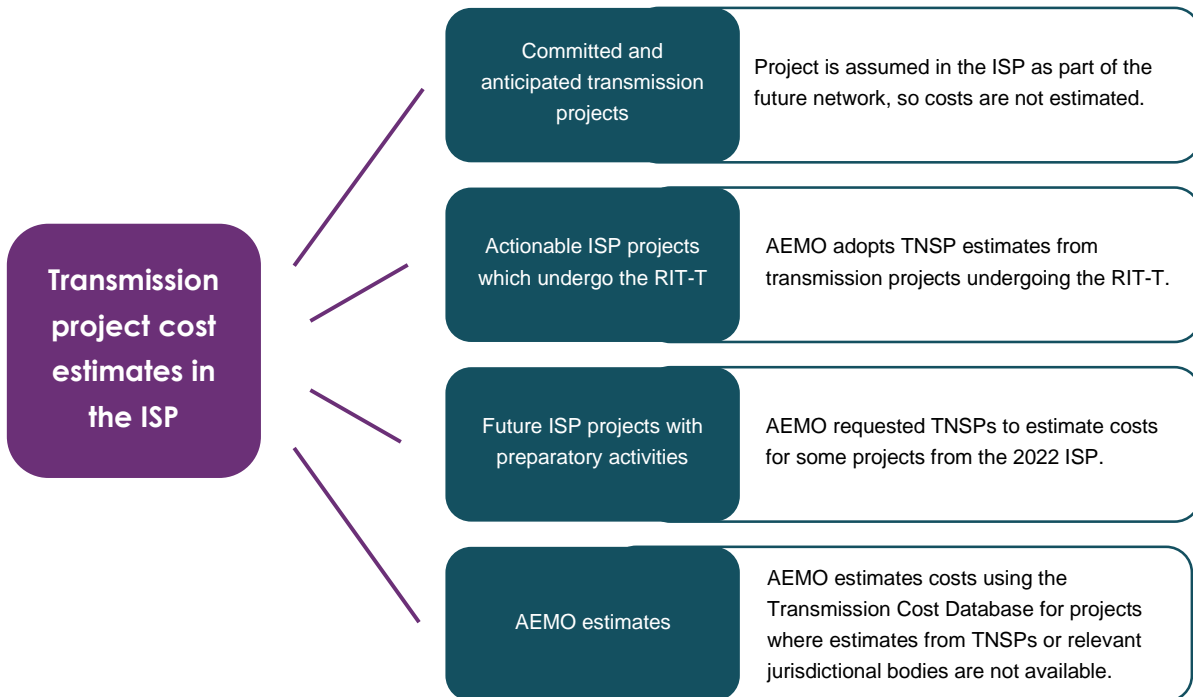 Transmission
project cost
estimates in
the ISP
Committed and
anticipated transmission
projects
Project is assumed in the ISP as part of the
future network, so costs are not estimated.
Actionable ISP projects
which undergo the RIT-T
AEMO adopts TNSP estimates from
transmission projects undergoing the RIT-T.
Future ISP projects with
preparatory activities
AEMO requested TNSPs to estimate costs
for some projects from the 2022 ISP.
AEMO estimates
AEMO estimates costs using the
Transmission Cost Database for projects
where estimates from TNSPs or relevant
jurisdictional bodies are not available.